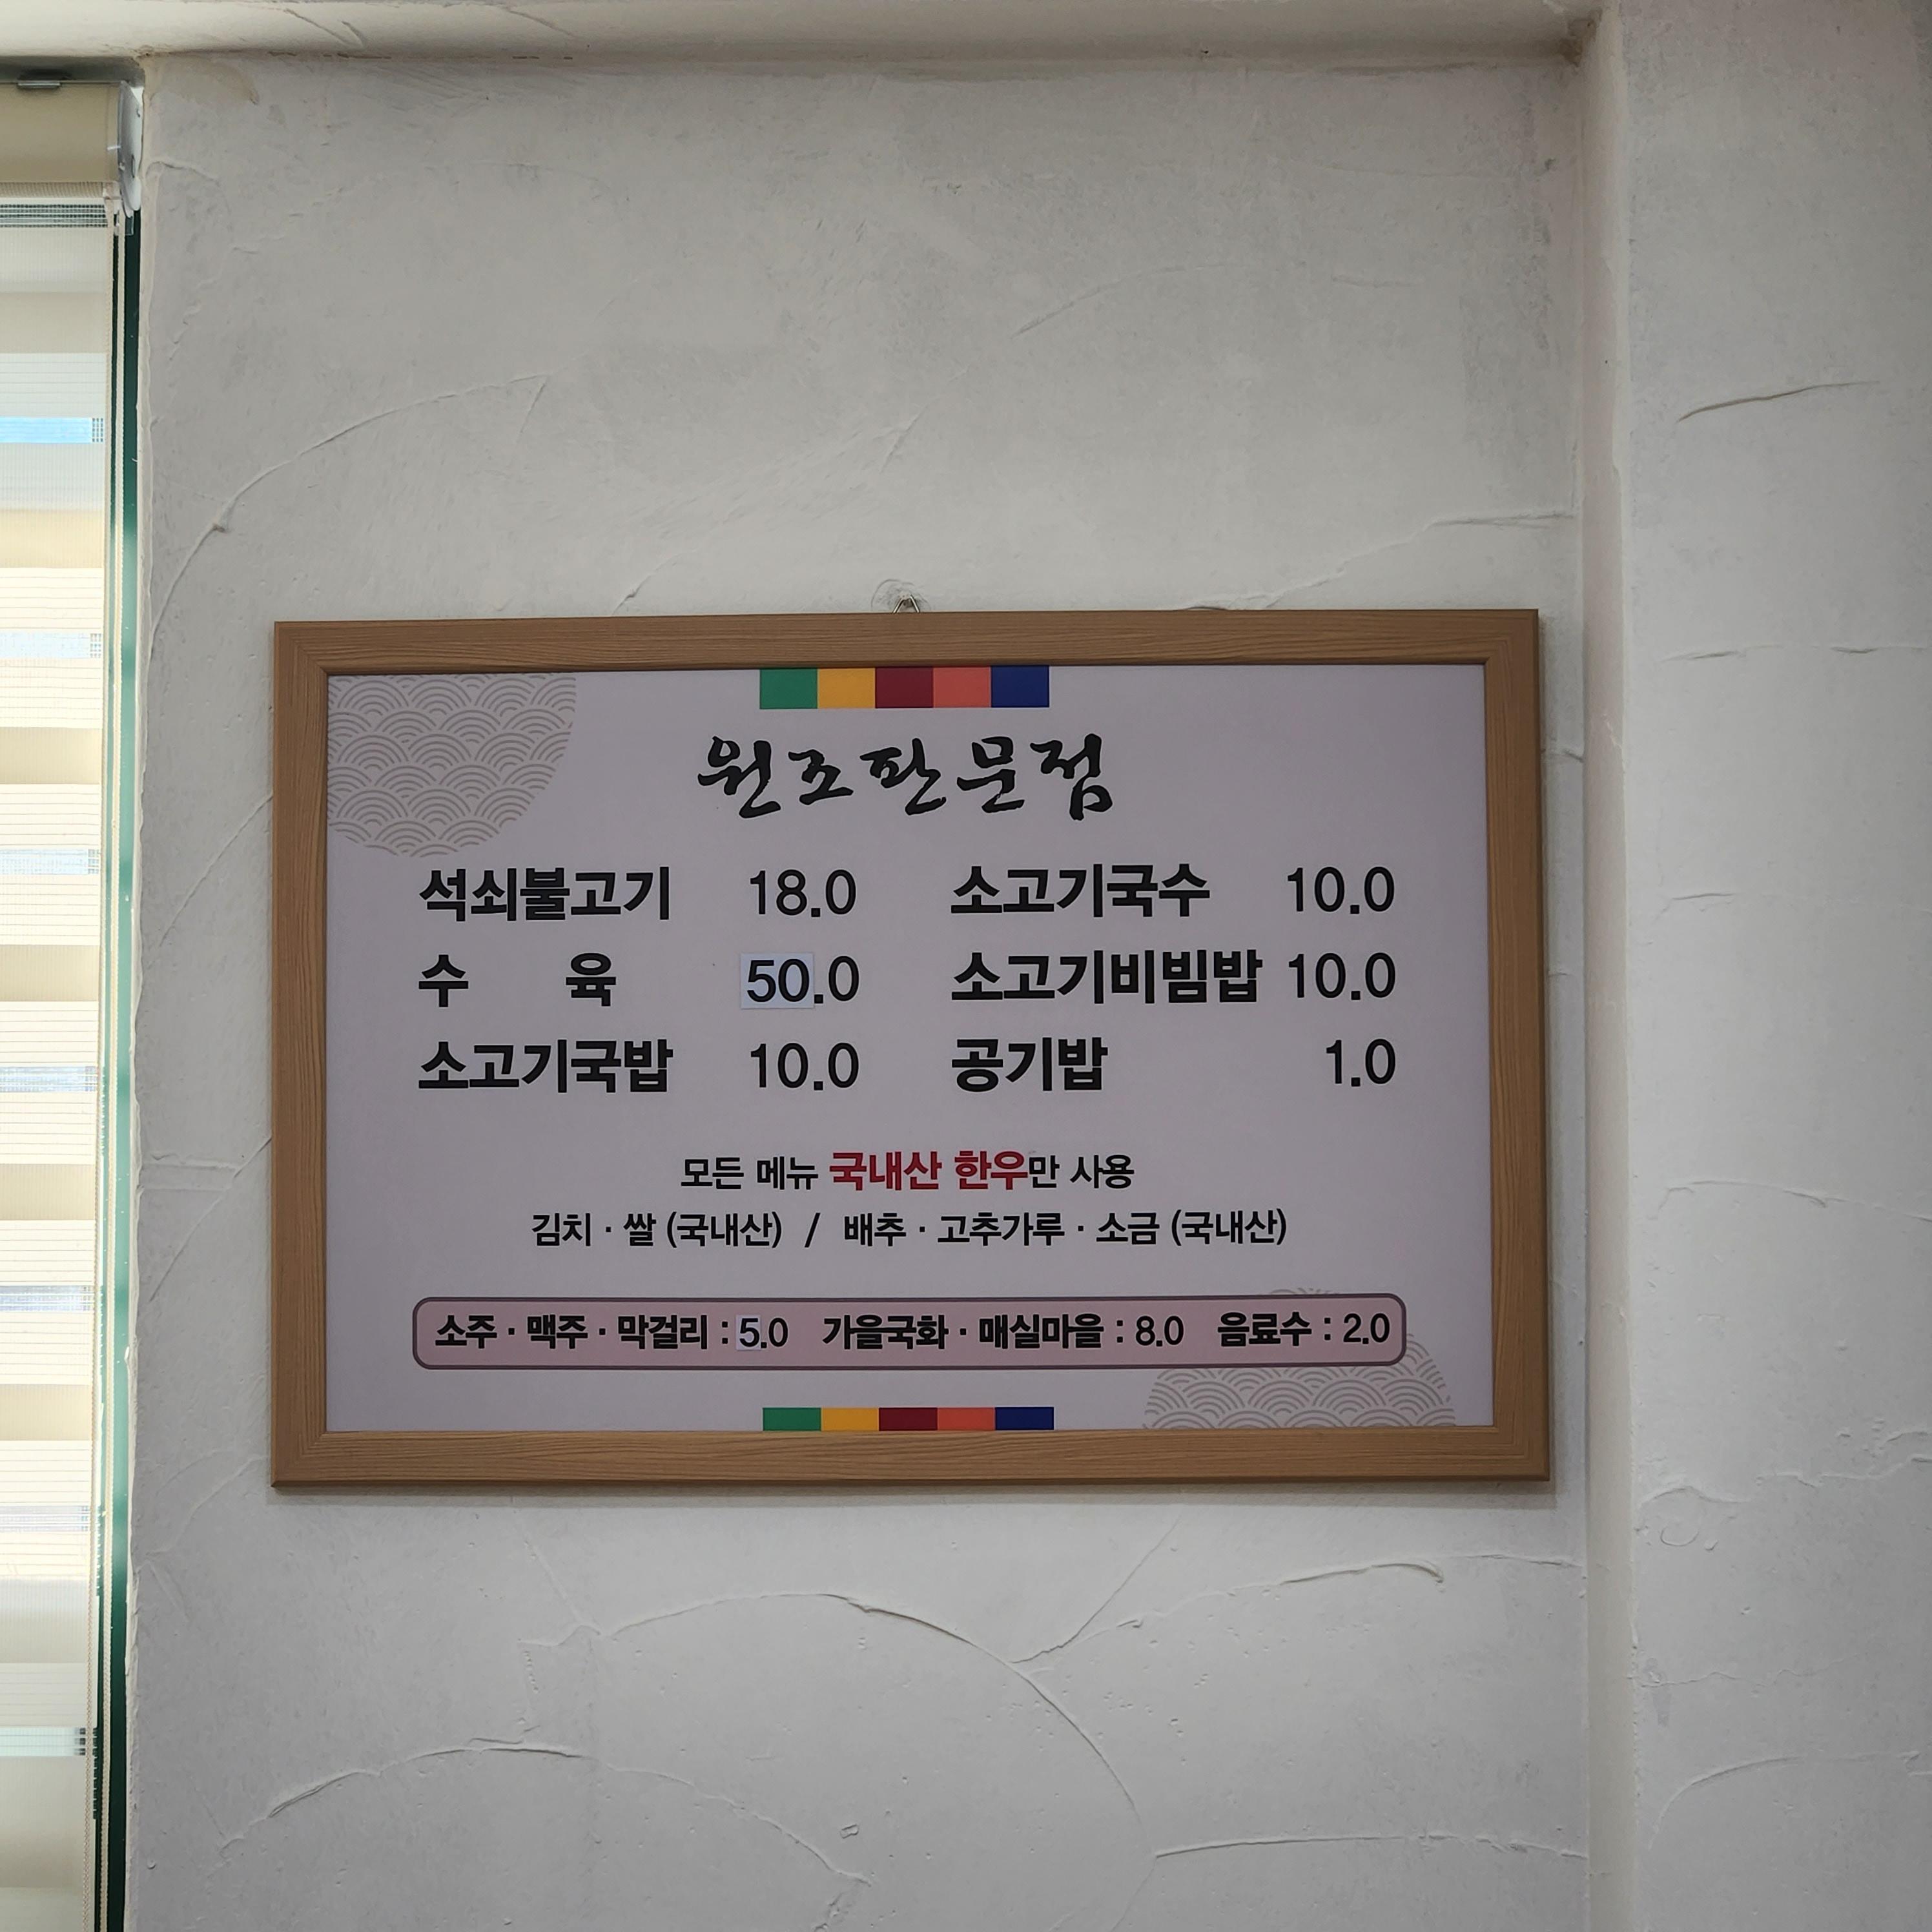 원조판문점
석쇠불고기 18.0 소고기국수 10.0
수 육 50.0 소고기비빔밥 10.0
소고기국밥 10.0 공기밥 1.0
모든 메뉴 국내산 한우만 사용
김치 · 쌀 (국내산) / 배추 · 고추가루 · 소금 (국내산)
소주 · 맥주 · 막걸리 : 5.0 가을국화 · 매실마을 : 8.0 음료수 : 2.0